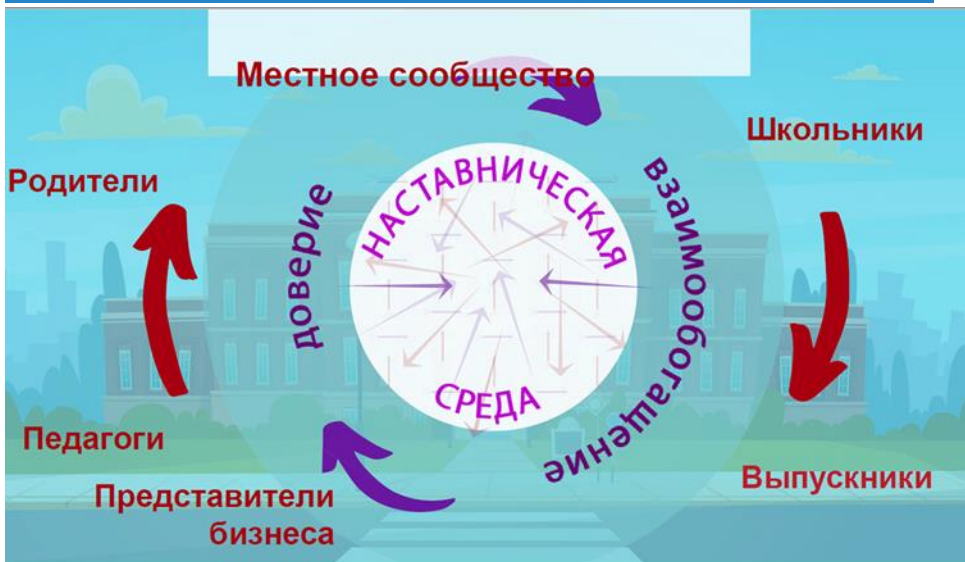 Местное сообщество
Школьники
Родители
НАСТАВНИЧЕСКАЯ
СРЕДА
доверие
взаимообогащение
Педагоги
Выпускники
Представители
бизнеса